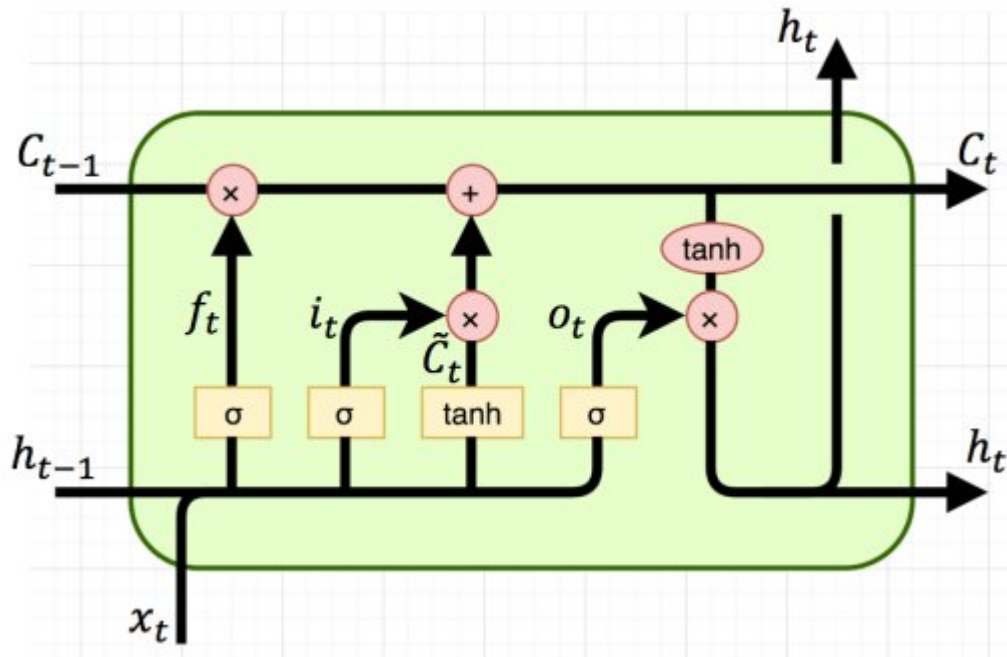 h_t
C_{t-1}
C_t
×
+
tanh
f_t
i_t
×
o_t
×
C̃_t
σ
σ
tanh
σ
h_{t-1}
h_t
x_t